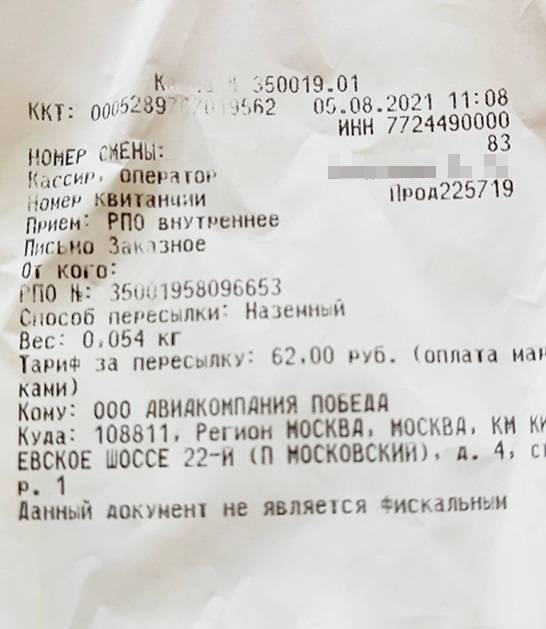 350019.01
ККТ: 05.08.2021 11:08
ИНН 7724490000
НОМЕР СМЕНЫ: 83
Кассир, оператор
Номер квитанции Прод225719
Прием: РПО внутреннее
Письмо Заказное
От кого:
РПО №: 35001958096653
Способ пересылки: Наземный
Вес: 0,054 кг
Тариф за пересылку: 62.00 руб. (оплата мар
ками)
Кому: ООО АВИАКОМПАНИЯ ПОБЕДА
Куда: 108811, Регион МОСКВА, МОСКВА, КМ КИ
ЕВСКОЕ ШОССЕ 22-Й (П МОСКОВСКИЙ), д. 4, ст
р. 1
Данный документ не является фискальным